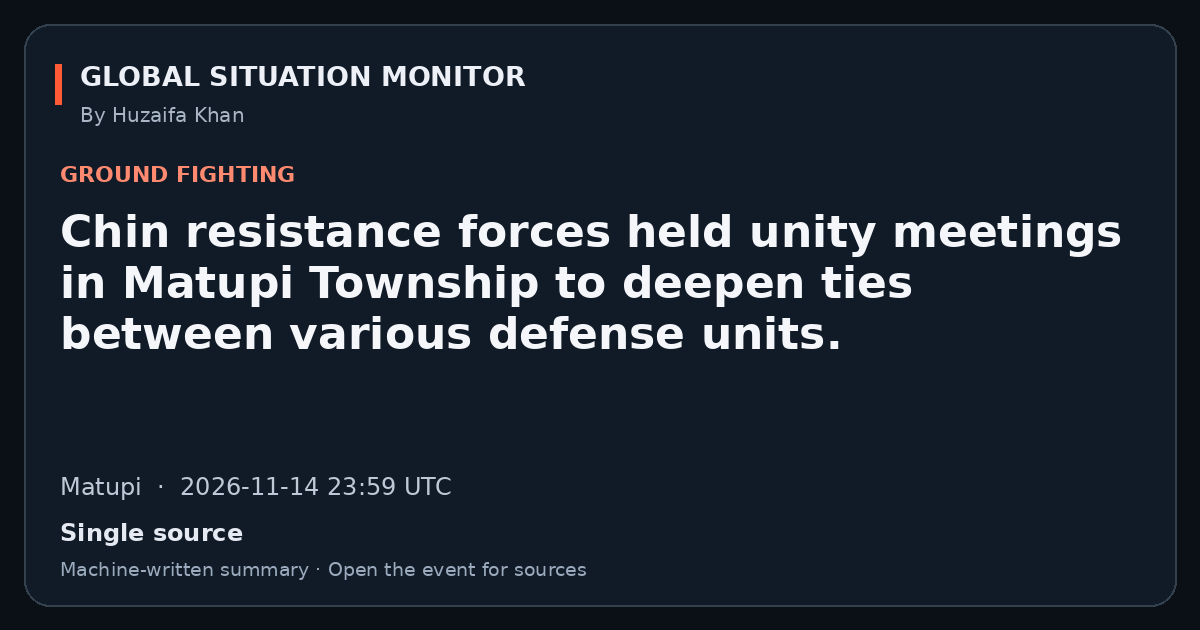 GLOBAL SITUATION MONITOR
By Huzaifa Khan
GROUND FIGHTING
Chin resistance forces held unity meetings
in Matupi Township to deepen ties
between various defense units.
Matupi · 2026-11-14 23:59 UTC
Single source
Machine-written summary · Open the event for sources